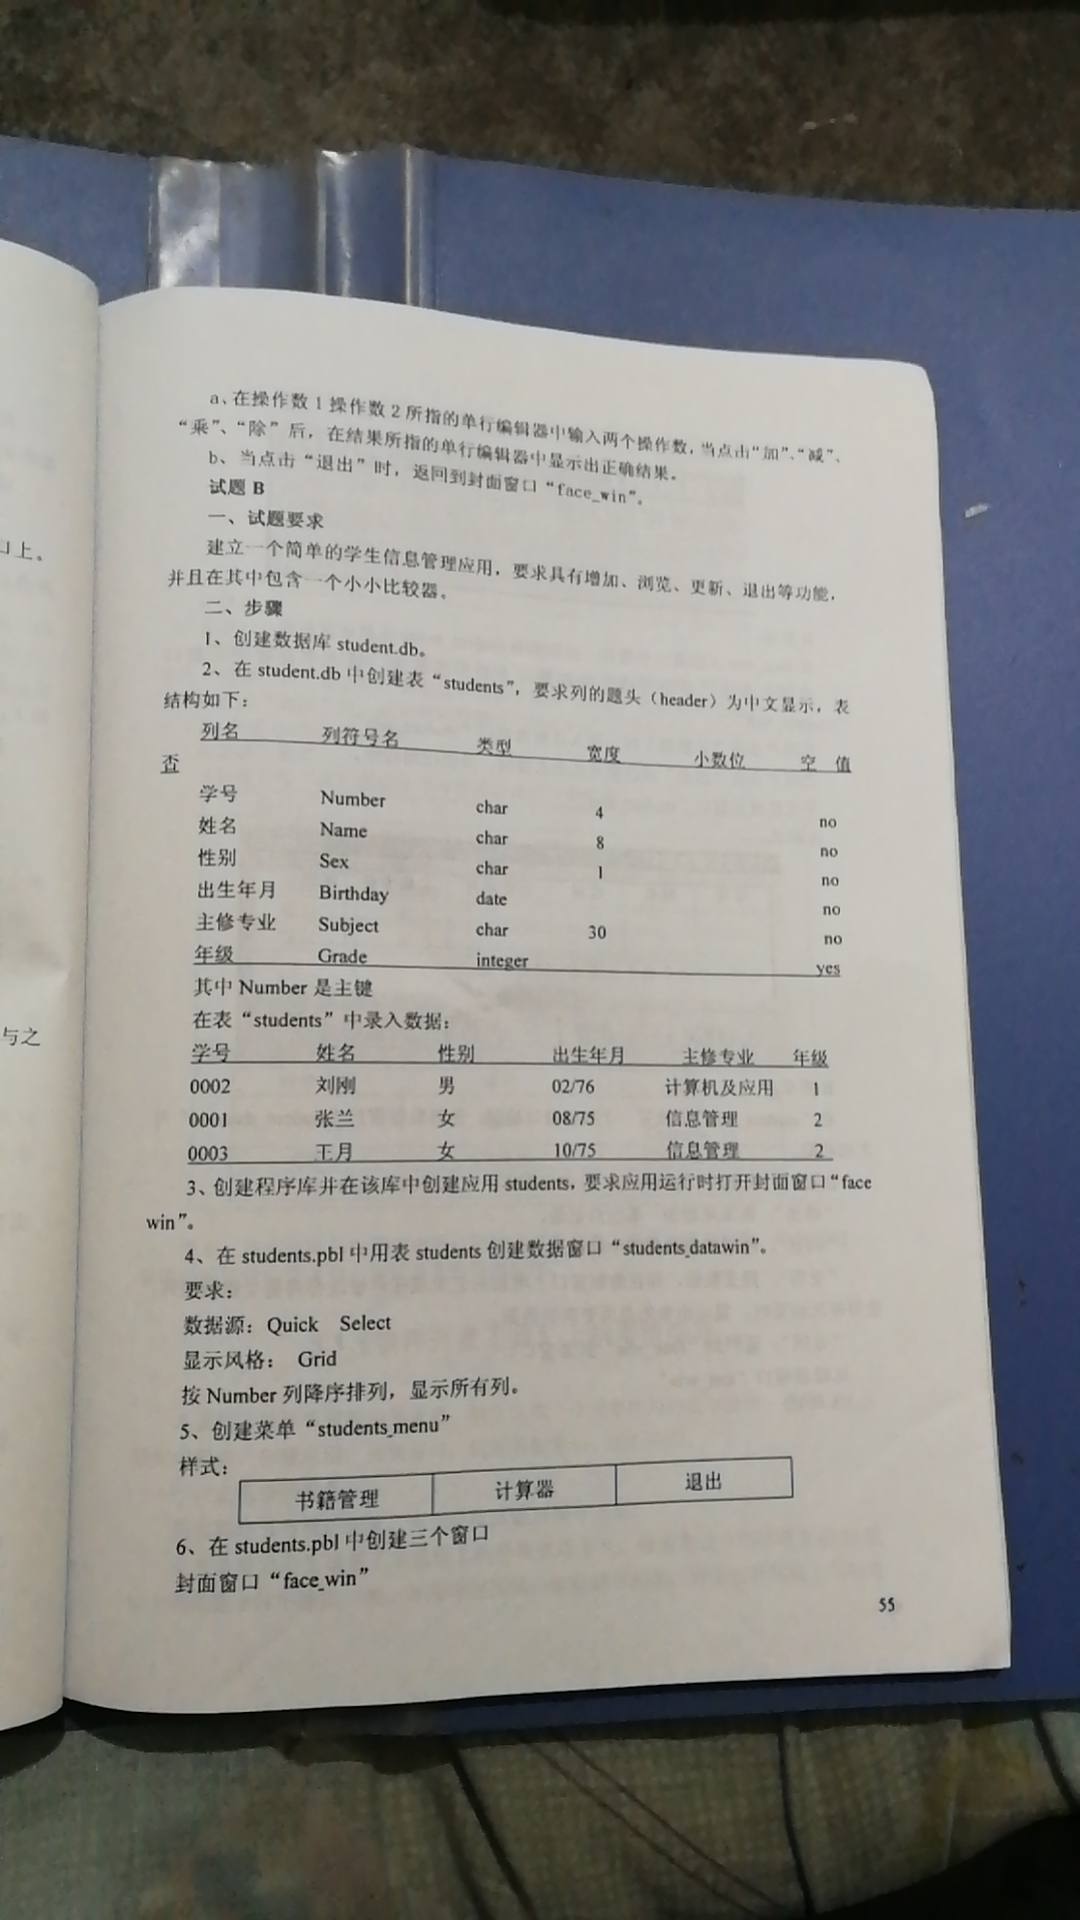 a、在操作数1操作数2所指的单行编辑器中输入两个操作数，当点击“加”、“减”、
“乘”、“除”后，在结果所指的单行编辑器中显示出正确结果。
b、当点击“退出”时，返回到封面窗口“face_win”。
试题 B
一、试题要求
建立一个简单的学生信息管理应用，要求具有增加、浏览、更新、退出等功能，
并且在其中包含一个小小比较器。
二、步骤
1、创建数据库 student.db。
2、在 student.db 中创建表“students”，要求列的题头（header）为中文显示，表
结构如下：
列名 列符号名 类型 宽度 小数位 空 值
否
学号 Number char 4 no
姓名 Name char 8 no
性别 Sex char 1 no
出生年月 Birthday date no
主修专业 Subject char 30 no
年级 Grade integer yes
其中 Number 是主键
在表“students”中录入数据：
学号 姓名 性别 出生年月 主修专业 年级
0002 刘刚 男 02/76 计算机及应用 1
0001 张兰 女 08/75 信息管理 2
0003 王月 女 10/75 信息管理 2
3、创建程序库并在该库中创建应用 students，要求应用运行时打开封面窗口“face
win”。
4、在 students.pbl 中用表 students 创建数据窗口“students_datawin”。
要求：
数据源：Quick Select
显示风格： Grid
按 Number 列降序排列，显示所有列。
5、创建菜单“students_menu”
样式：
书籍管理 计算器 退出
6、在 students.pbl 中创建三个窗口
封面窗口“face_win”
55
口上。
与之